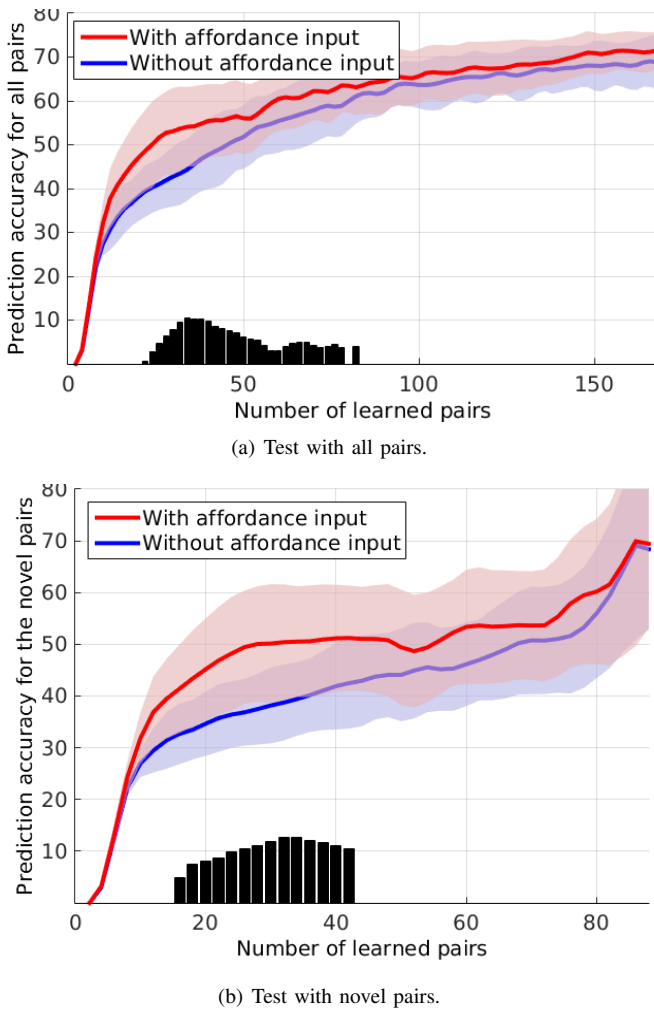 80
70
60
50
40
30
20
10
0
50
100
150
Prediction accuracy for all pairs
With affordance input
Without affordance input
Number of learned pairs
(a) Test with all pairs.
80
70
60
50
40
30
20
10
0
20
40
60
80
Prediction accuracy for the novel pairs
With affordance input
Without affordance input
Number of learned pairs
(b) Test with novel pairs.